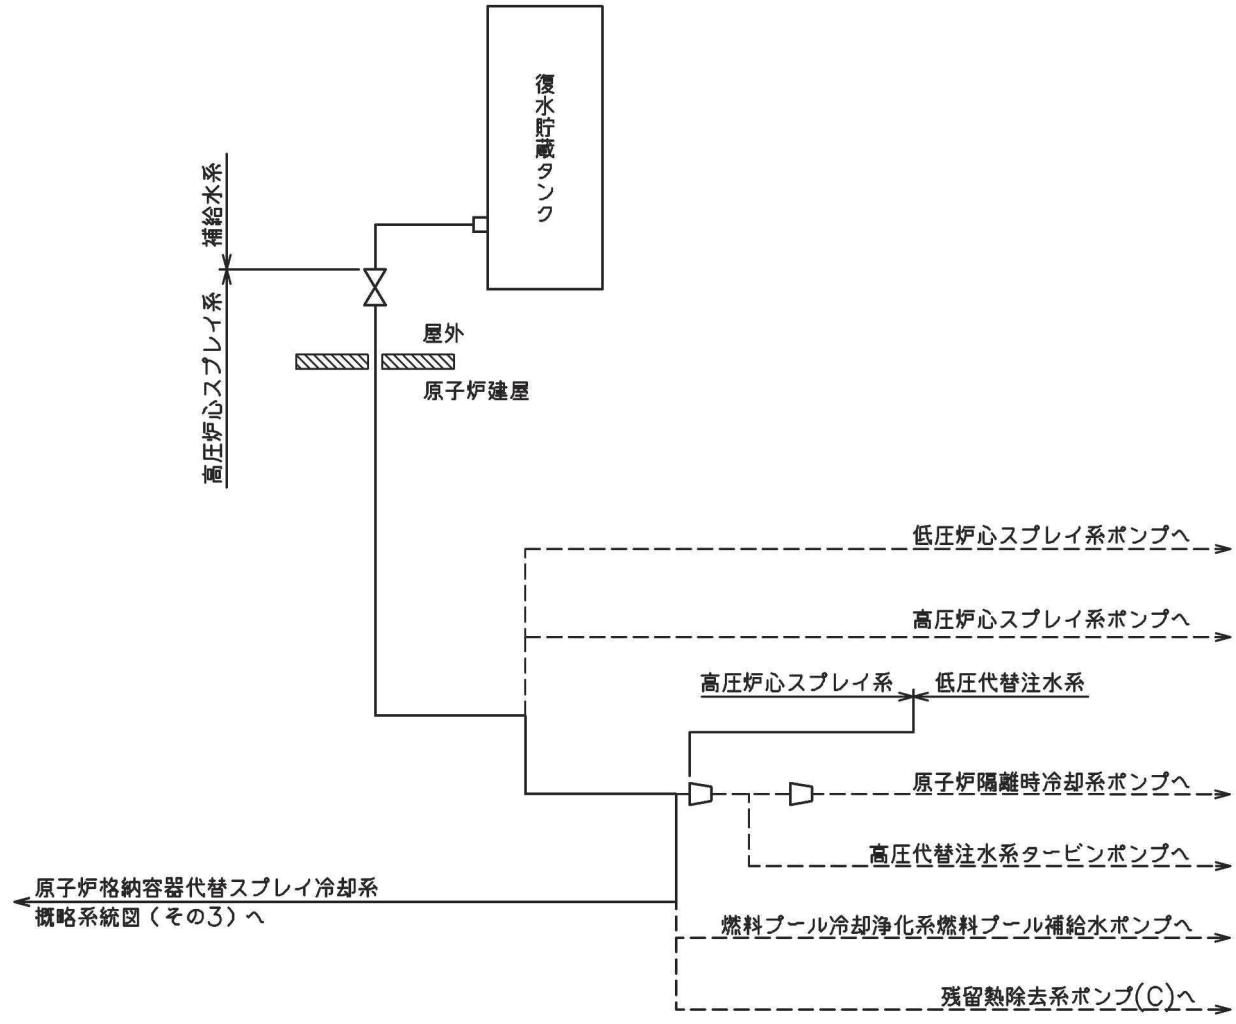 復水貯蔵タンク
補給水系
高圧炉心スプレイ系
屋外
原子炉建屋
低圧炉心スプレイ系ポンプへ
高圧炉心スプレイ系ポンプへ
高圧炉心スプレイ系
低圧代替注水系
原子炉隔離時冷却系ポンプへ
高圧代替注水系タービンポンプへ
原子炉格納容器代替スプレイ冷却系
概略系統図(その3)へ
燃料プール冷却浄化系燃料プール補給水ポンプへ
残留熱除去系ポンプ(C)へ